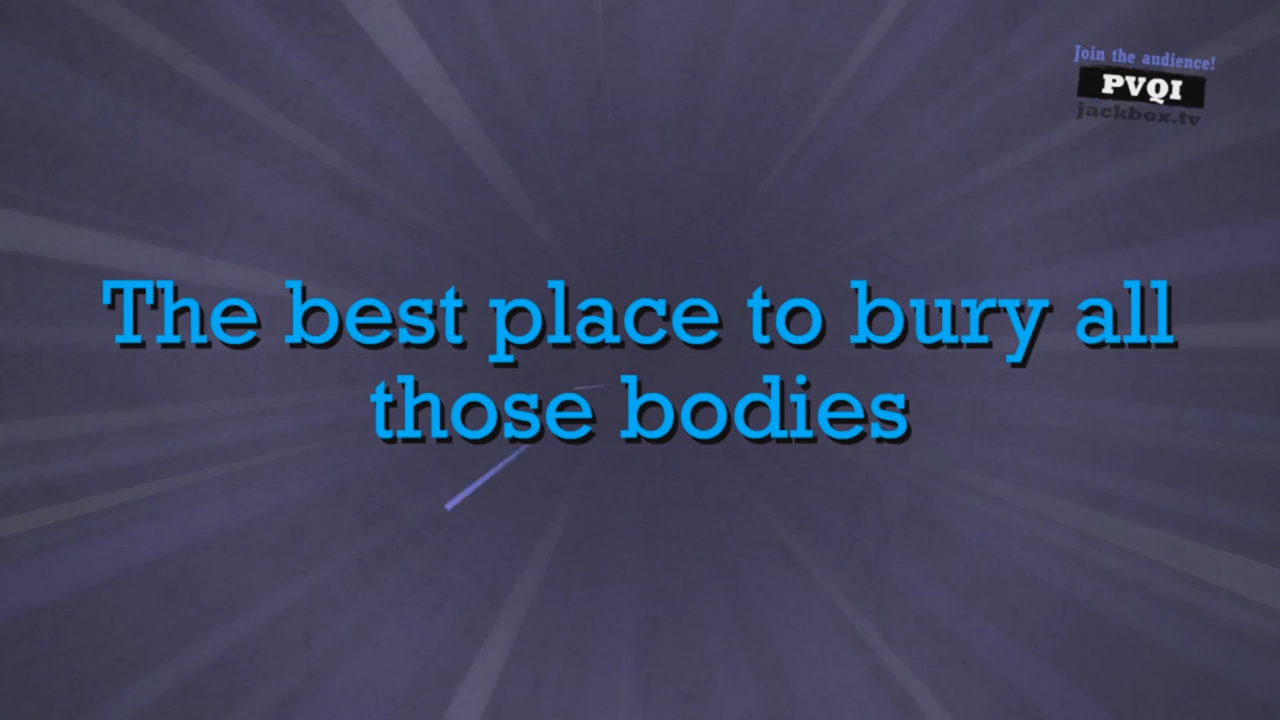 Join the audience!
PVQI
jackbox.tv
The best place to bury all
those bodies